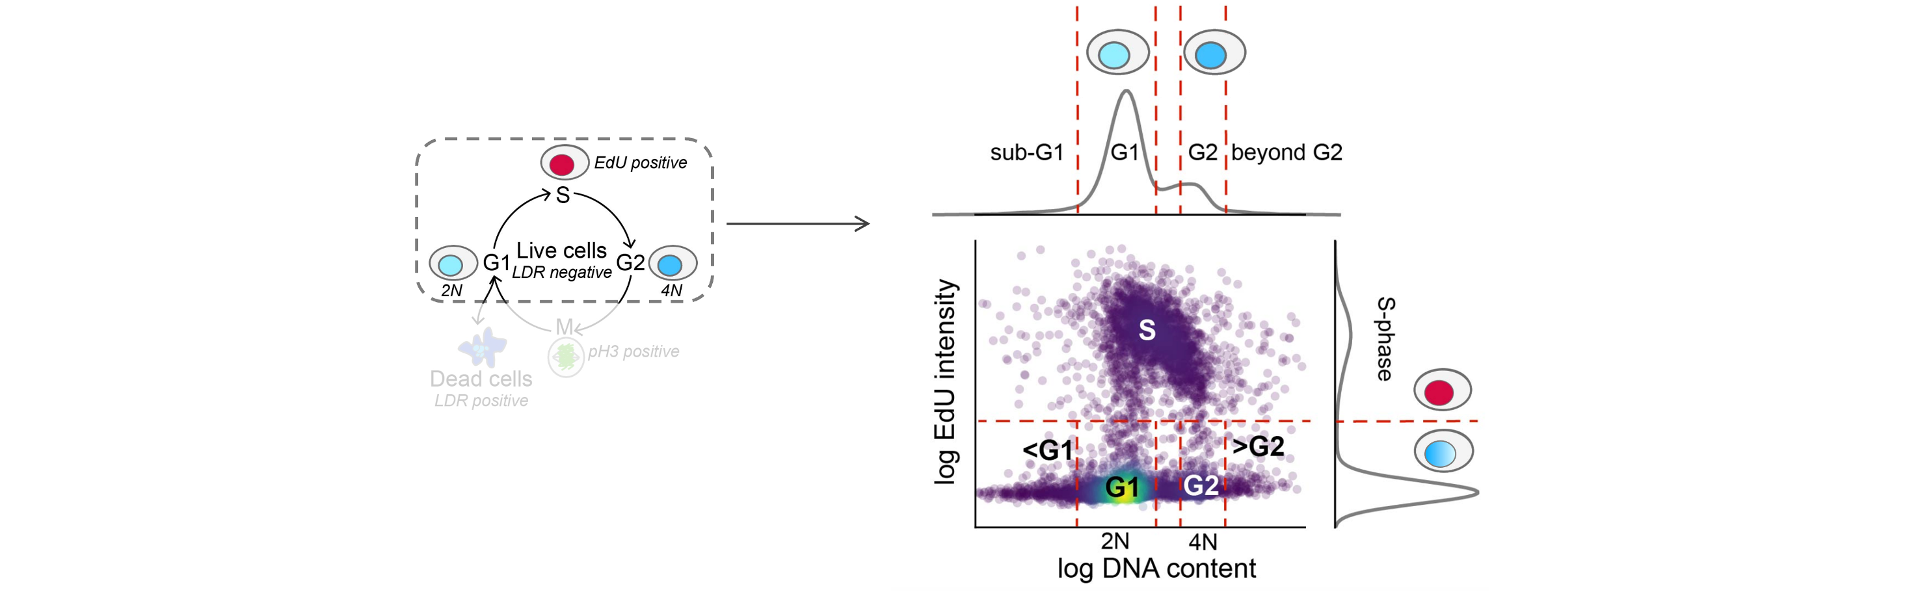 EdU positive
S
Live cells
G1
LDR negative
G2
2N
4N
M
pH3 positive
Dead cells
LDR positive
sub-G1
G1
G2
beyond G2
log EdU intensity
S
<G1
>G2
G1
G2
2N
4N
log DNA content
S-phase